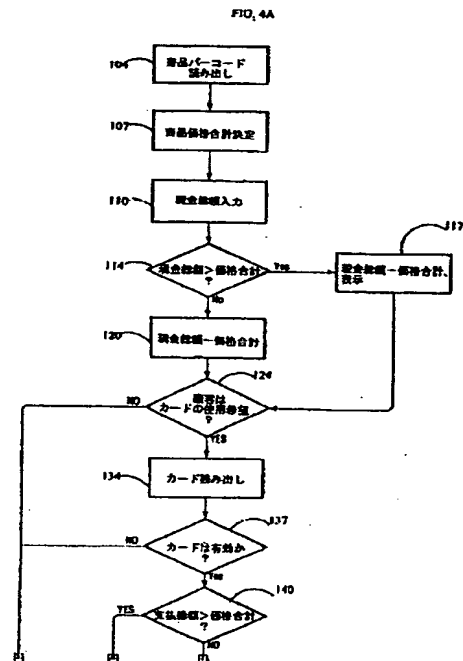 FIG, 4A
104
商品バーコード
読み出し
107
商品価格合計決定
110
現金総額入力
114
現金総額>価格合計
?
Yes
117
現金総額-価格合計、
表示
No
120
現金総額-価格合計
124
顧客は
カードの使用希望
?
NO
YES
134
カード読み出し
137
カードは有効か
?
NO
Yes
140
支払総額>価格合計
?
YES
NO